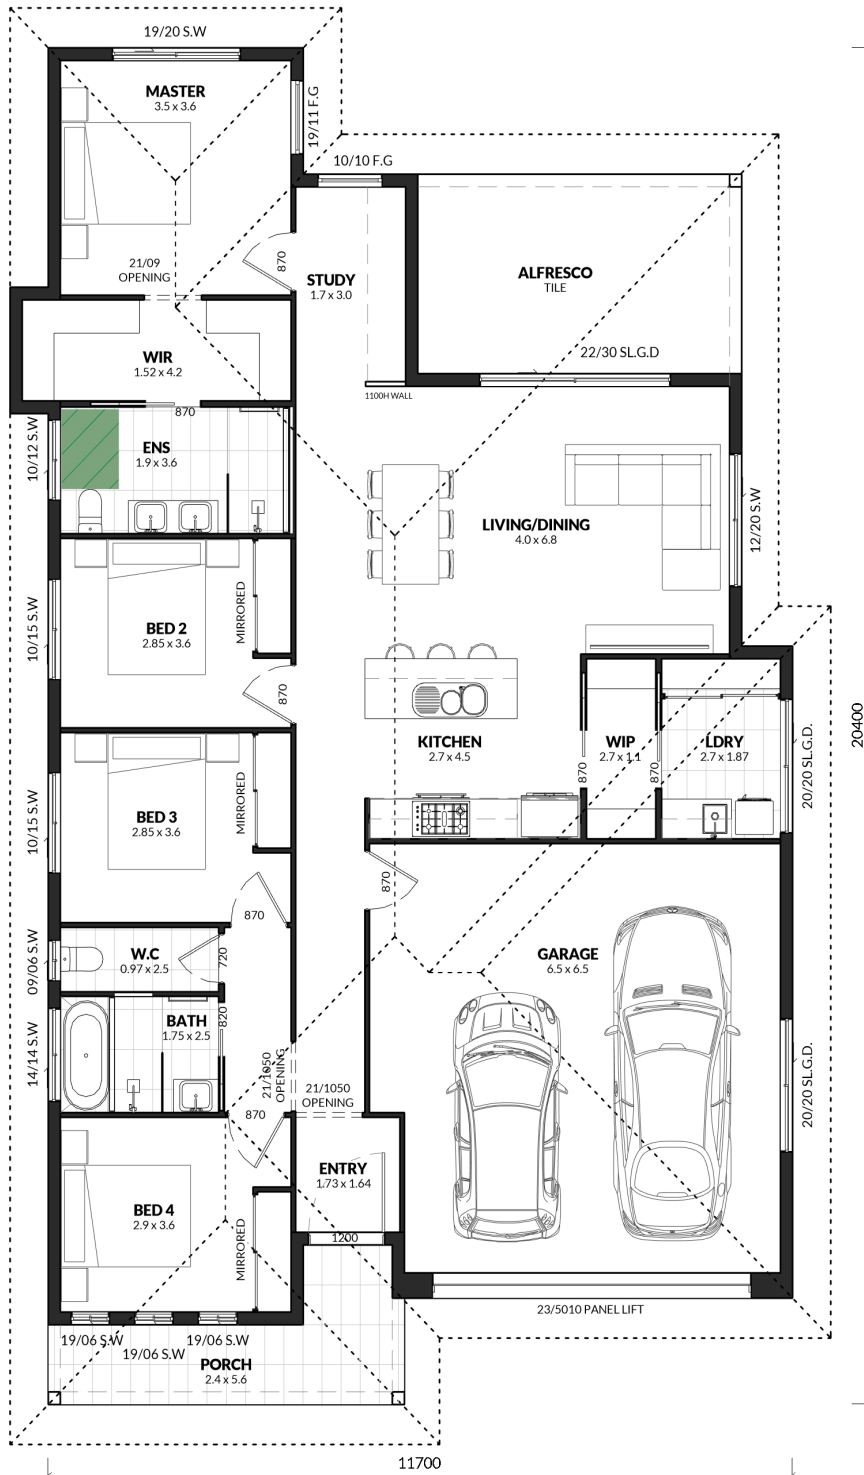 19/20 S.W
MASTER
3.5 x 3.6
19/11 F.G
10/10 F.G
21/09
OPENING
870
STUDY
1.7 x 3.0
ALFRESCO
TILE
22/30 SL.G.D
WIR
1.52 x 4.2
1100H WALL
870
10/12 S.W
ENS
1.9 x 3.6
LIVING/DINING
4.0 x 6.8
12/20 S.W
10/15 S.W
BED 2
2.85 x 3.6
MIRRORED
870
20400
KITCHEN
2.7 x 4.5
870
WIP
2.7 x 1.1
870
LDRY
2.7 x 1.87
20/20 SL.G.D.
10/15 S.W
BED 3
2.85 x 3.6
MIRRORED
870
870
09/06 S.W
W.C
0.97 x 2.5
720
GARAGE
6.5 x 6.5
14/14 S.W
BATH
1.75 x 2.5
820
21/1050
OPENING
21/1050
OPENING
20/20 SL.G.D.
870
ENTRY
1.73 x 1.64
BED 4
2.9 x 3.6
MIRRORED
1200
23/5010 PANEL LIFT
19/06 S.W
19/06 S.W
19/06 S.W
PORCH
2.4 x 5.6
11700